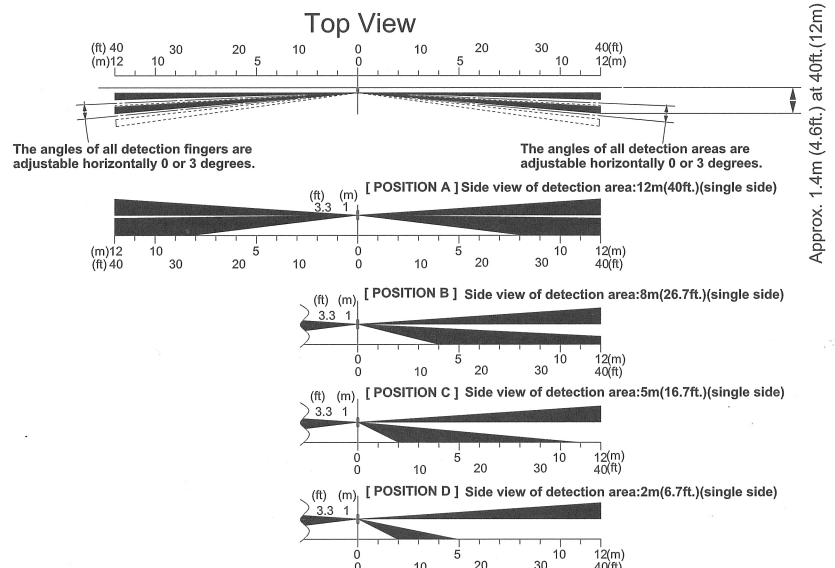 Top View
(ft) 40 30 20 10 0 10 20 30 40(ft)
(m)12 10 5 0 5 10 12(m)
The angles of all detection fingers are
adjustable horizontally 0 or 3 degrees.
The angles of all detection areas are
adjustable horizontally 0 or 3 degrees.
Approx. 1.4m (4.6ft.) at 40ft.(12m)
[ POSITION A ] Side view of detection area:12m(40ft.)(single side)
(ft) (m)
3.3 1
(m)12 10 5 0 5 10 12(m)
(ft) 40 30 20 10 0 10 20 30 40(ft)
[ POSITION B ] Side view of detection area:8m(26.7ft.)(single side)
(ft) (m)
3.3 1
0 5 10 12(m)
0 10 20 30 40(ft)
[ POSITION C ] Side view of detection area:5m(16.7ft.)(single side)
(ft) (m)
3.3 1
0 5 10 12(m)
0 10 20 30 40(ft)
[ POSITION D ] Side view of detection area:2m(6.7ft.)(single side)
(ft) (m)
3.3 1
0 5 10 12(m)
0 10 20 30 40(ft)